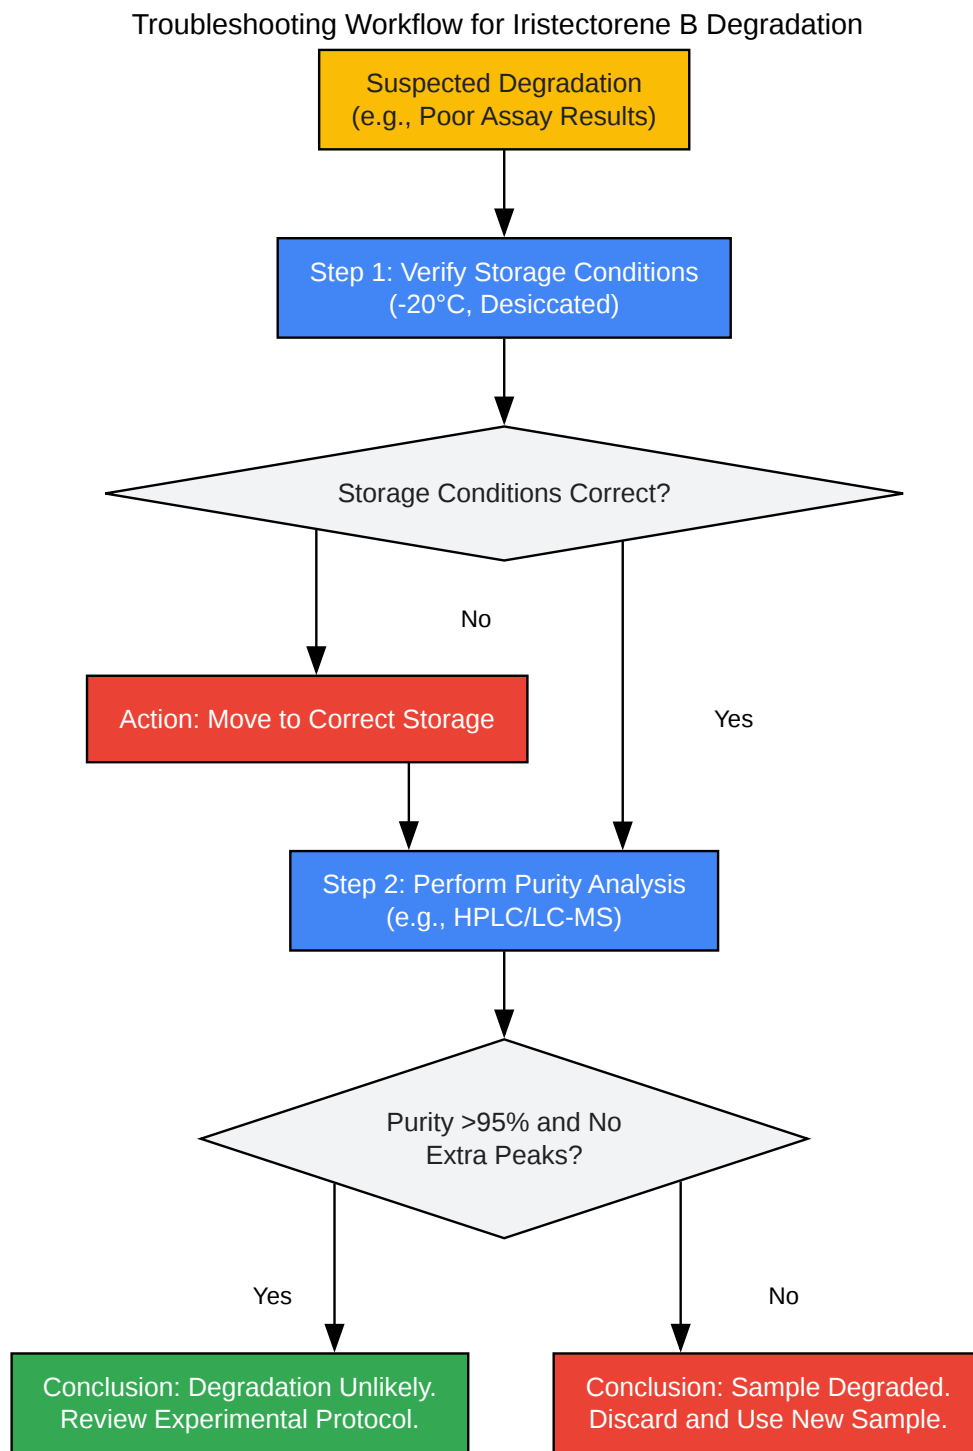 Troubleshooting Workflow for Iristectorene B Degradation
Suspected Degradation
(e.g., Poor Assay Results)
Step 1: Verify Storage Conditions
(-20°C, Desiccated)
Storage Conditions Correct?
No
Action: Move to Correct Storage
Yes
Step 2: Perform Purity Analysis
(e.g., HPLC/LC-MS)
Purity >95% and No
Extra Peaks?
Yes
No
Conclusion: Degradation Unlikely.
Review Experimental Protocol.
Conclusion: Sample Degraded.
Discard and Use New Sample.